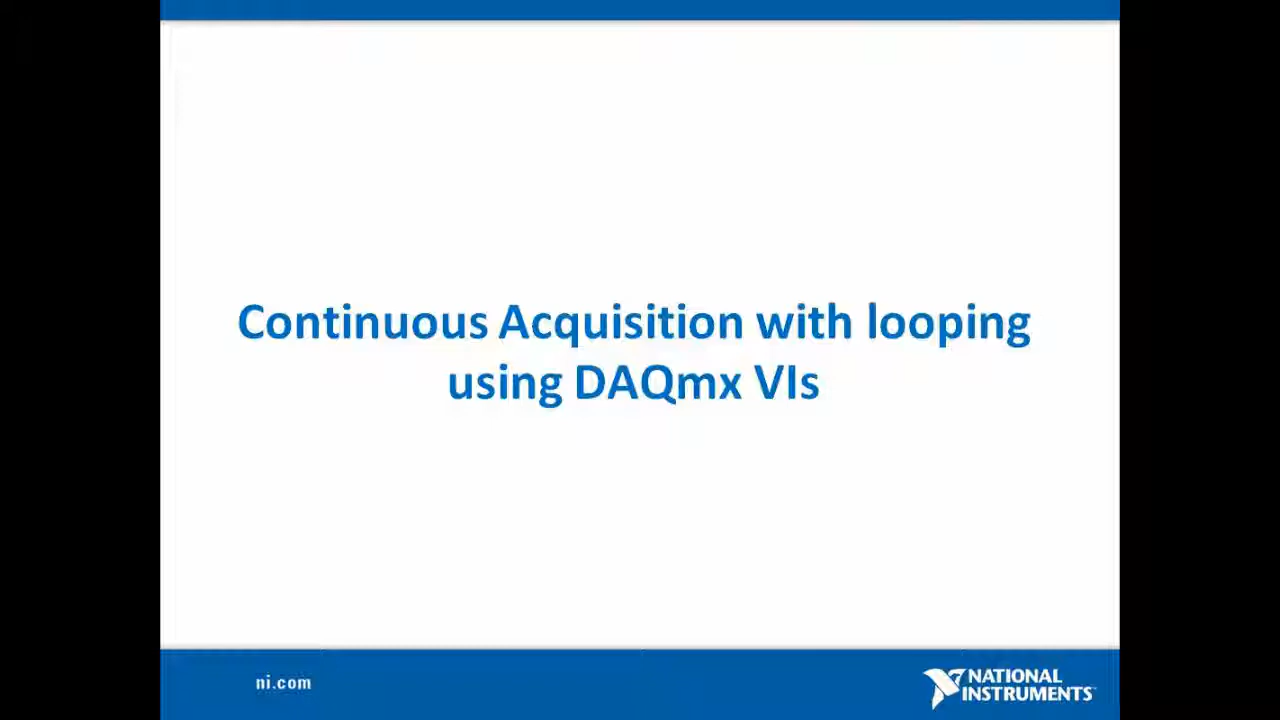 Continuous Acquisition with looping
using DAQmx VIs
ni.com
NATIONAL
INSTRUMENTS